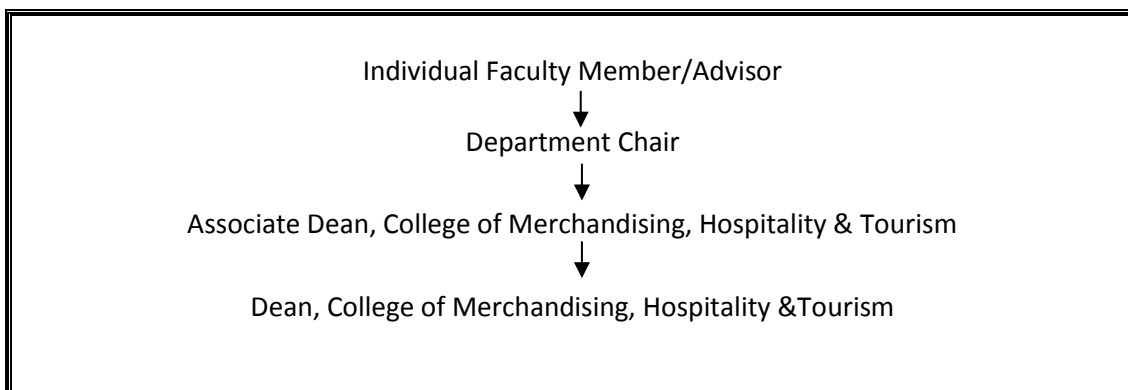 Individual Faculty Member/Advisor
Department Chair
Associate Dean, College of Merchandising, Hospitality & Tourism
Dean, College of Merchandising, Hospitality &Tourism